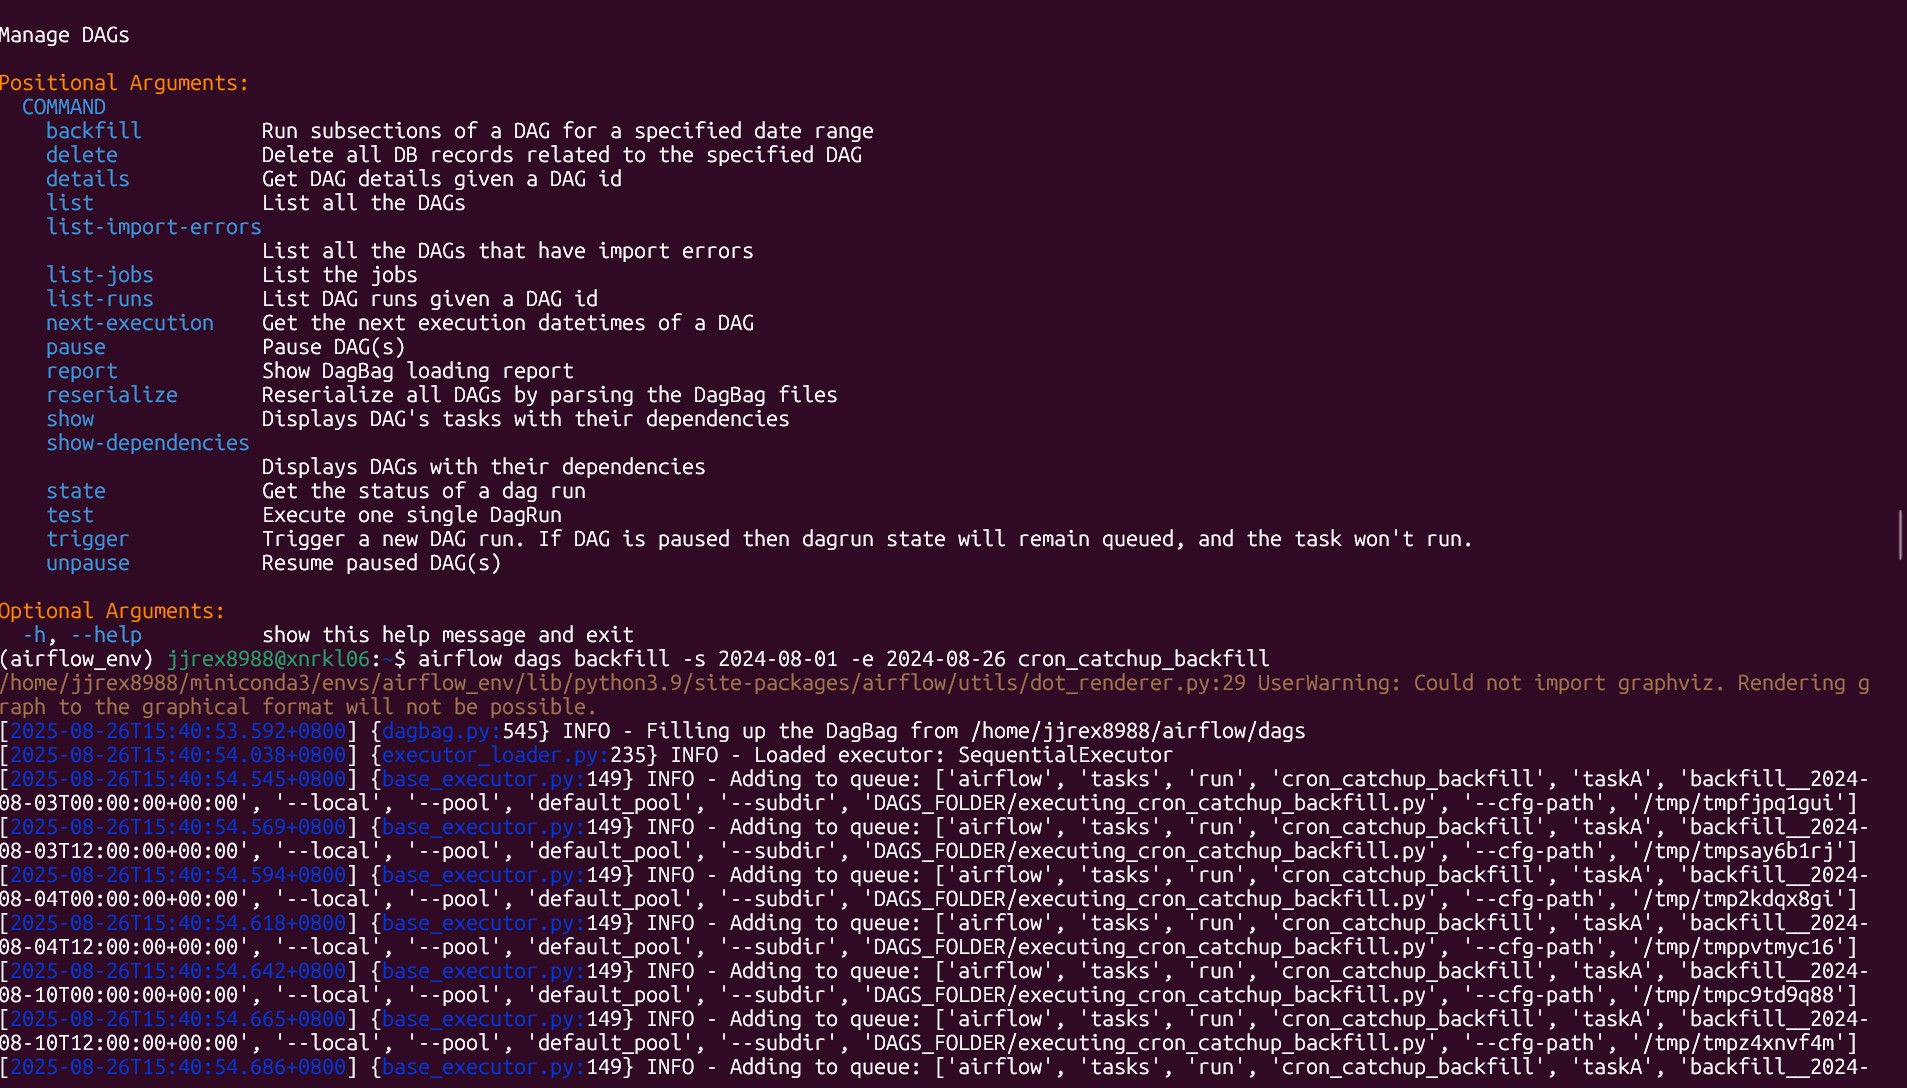 Manage DAGs
Positional Arguments:
COMMAND
backfill Run subsections of a DAG for a specified date range
delete Delete all DB records related to the specified DAG
details Get DAG details given a DAG id
list List all the DAGs
list-import-errors
List all the DAGs that have import errors
list-jobs List the jobs
list-runs List DAG runs given a DAG id
next-execution Get the next execution datetimes of a DAG
pause Pause DAG(s)
report Show DagBag loading report
reserialize Reserialize all DAGs by parsing the DagBag files
show Displays DAG's tasks with their dependencies
show-dependencies
Displays DAGs with their dependencies
state Get the status of a dag run
test Execute one single DagRun
trigger Trigger a new DAG run. If DAG is paused then dagrun state will remain queued, and the task won't run.
unpause Resume paused DAG(s)
Optional Arguments:
-h, --help show this help message and exit
(airflow_env) jjrex8988@xnrkl06:~$ airflow dags backfill -s 2024-08-01 -e 2024-08-26 cron_catchup_backfill
/home/jjrex8988/miniconda3/envs/airflow_env/lib/python3.9/site-packages/airflow/utils/dot_renderer.py:29 UserWarning: Could not import graphviz. Rendering g
raph to the graphical format will not be possible.
[2025-08-26T15:40:53.592+0800] {dagbag.py:545} INFO - Filling up the DagBag from /home/jjrex8988/airflow/dags
[2025-08-26T15:40:54.038+0800] {executor_loader.py:235} INFO - Loaded executor: SequentialExecutor
[2025-08-26T15:40:54.545+0800] {base_executor.py:149} INFO - Adding to queue: ['airflow', 'tasks', 'run', 'cron_catchup_backfill', 'taskA', 'backfill__2024-
08-03T00:00:00+00:00', '--local', '--pool', 'default_pool', '--subdir', 'DAGS_FOLDER/executing_cron_catchup_backfill.py', '--cfg-path', '/tmp/tmpfjpq1gui']
[2025-08-26T15:40:54.569+0800] {base_executor.py:149} INFO - Adding to queue: ['airflow', 'tasks', 'run', 'cron_catchup_backfill', 'taskA', 'backfill__2024-
08-03T12:00:00+00:00', '--local', '--pool', 'default_pool', '--subdir', 'DAGS_FOLDER/executing_cron_catchup_backfill.py', '--cfg-path', '/tmp/tmpsay6b1rj']
[2025-08-26T15:40:54.594+0800] {base_executor.py:149} INFO - Adding to queue: ['airflow', 'tasks', 'run', 'cron_catchup_backfill', 'taskA', 'backfill__2024-
08-04T00:00:00+00:00', '--local', '--pool', 'default_pool', '--subdir', 'DAGS_FOLDER/executing_cron_catchup_backfill.py', '--cfg-path', '/tmp/tmp2kdqx8gi']
[2025-08-26T15:40:54.618+0800] {base_executor.py:149} INFO - Adding to queue: ['airflow', 'tasks', 'run', 'cron_catchup_backfill', 'taskA', 'backfill__2024-
08-04T12:00:00+00:00', '--local', '--pool', 'default_pool', '--subdir', 'DAGS_FOLDER/executing_cron_catchup_backfill.py', '--cfg-path', '/tmp/tmppvtmyc16']
[2025-08-26T15:40:54.642+0800] {base_executor.py:149} INFO - Adding to queue: ['airflow', 'tasks', 'run', 'cron_catchup_backfill', 'taskA', 'backfill__2024-
08-10T00:00:00+00:00', '--local', '--pool', 'default_pool', '--subdir', 'DAGS_FOLDER/executing_cron_catchup_backfill.py', '--cfg-path', '/tmp/tmpc9td9q88']
[2025-08-26T15:40:54.665+0800] {base_executor.py:149} INFO - Adding to queue: ['airflow', 'tasks', 'run', 'cron_catchup_backfill', 'taskA', 'backfill__2024-
08-10T12:00:00+00:00', '--local', '--pool', 'default_pool', '--subdir', 'DAGS_FOLDER/executing_cron_catchup_backfill.py', '--cfg-path', '/tmp/tmpz4xnvf4m']
[2025-08-26T15:40:54.686+0800] {base_executor.py:149} INFO - Adding to queue: ['airflow', 'tasks', 'run', 'cron_catchup_backfill', 'taskA', 'backfill__2024-